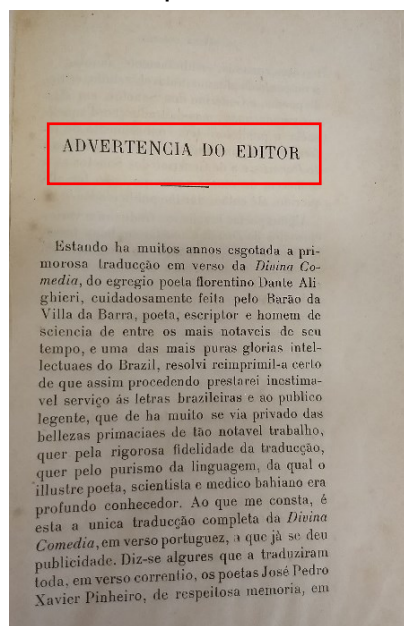 ADVERTENCIA DO EDITOR
Estando ha muitos annos esgotada a pri-
morosa traducção em verso da Divina Co-
media, do egregio poeta florentino Dante Ali
ghieri, cuidadosamente feita pelo Barão da
Villa da Barra, poeta, escriptor e homem de
sciencia de entre os mais notaveis de seu
tempo, e uma das mais puras glorias intel-
lectuaes do Brazil, resolvi reimprimil-a certo
de que assim procedendo prestarei inestima-
vel serviço ás letras brazileiras e ao publico
legente, que de ha muito se via privado das
bellezas primaciaes de tão notavel trabalho,
quer pela rigorosa fidelidade da traducção,
quer pelo purismo da linguagem, da qual o
illustre poeta, scientista e medico bahiano era
profundo conhecedor. Ao que me consta, é
esta a unica traducção completa da Divina
Comedia, em verso portuguez, a que já se deu
publicidade. Diz-se algures que a traduziram
toda, em verso correntio, os poetas José Pedro
Xavier Pinheiro, de respeitosa memoria, em